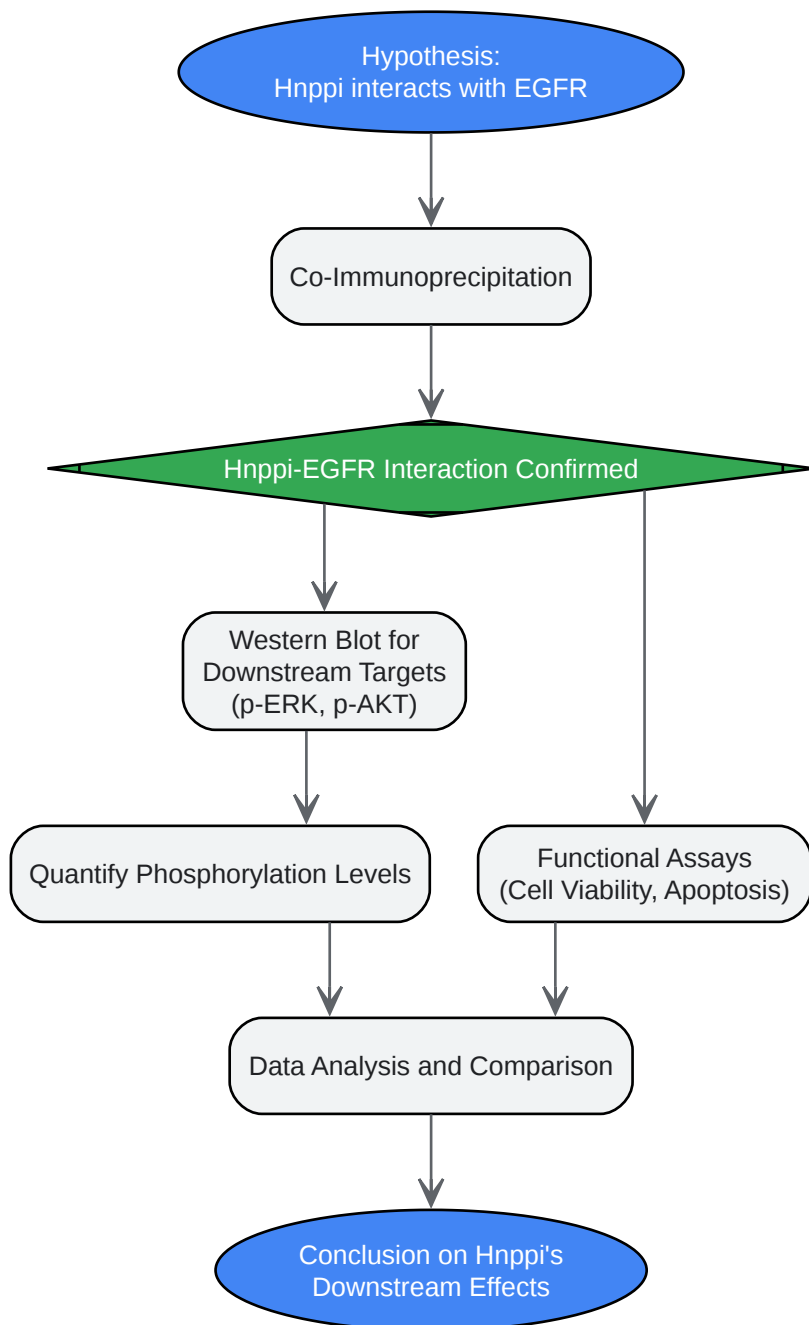 Hypothesis:
Hnppi interacts with EGFR
Co-Immunoprecipitation
Hnppi-EGFR Interaction Confirmed
Western Blot for
Downstream Targets
(p-ERK, p-AKT)
Quantify Phosphorylation Levels
Functional Assays
(Cell Viability, Apoptosis)
Data Analysis and Comparison
Conclusion on Hnppi's
Downstream Effects